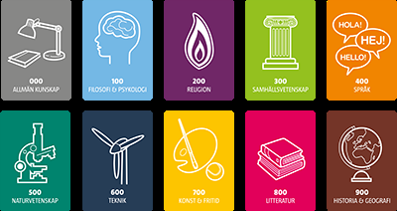 000
ALLMÄN KUNSKAP
100
FILOSOFI & PSYKOLOGI
200
RELIGION
300
SAMHÄLLSVETENSKAP
HOLA!
HEJ!
HELLO!
400
SPRÅK
500
NATURVETENSKAP
600
TEKNIK
700
KONST & FRITID
800
LITTERATUR
900
HISTORIA & GEOGRAFI